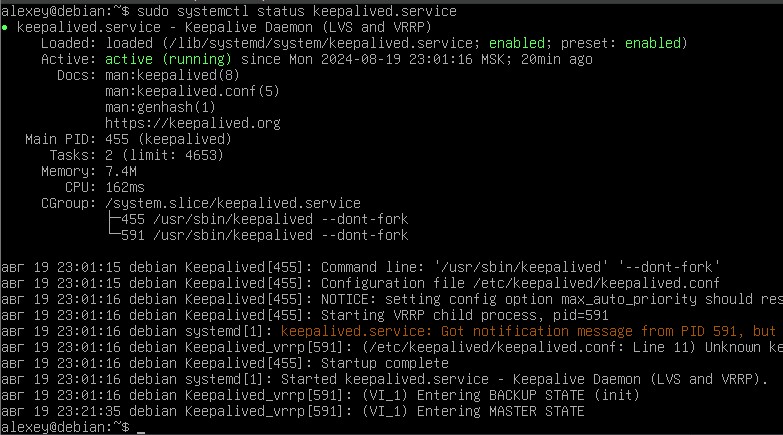 alexey@debian:~$ sudo systemctl status keepalived.service
● keepalived.service - Keepalive Daemon (LVS and VRRP)
Loaded: loaded (/lib/systemd/system/keepalived.service; enabled; preset: enabled)
Active: active (running) since Mon 2024-08-19 23:01:16 MSK; 20min ago
Docs: man:keepalived(8)
man:keepalived.conf(5)
man:genhash(1)
https://keepalived.org
Main PID: 455 (keepalived)
Tasks: 2 (limit: 4653)
Memory: 7.4M
CPU: 162ms
CGroup: /system.slice/keepalived.service
├─455 /usr/sbin/keepalived --dont-fork
└─591 /usr/sbin/keepalived --dont-fork
авг 19 23:01:15 debian Keepalived[455]: Command line: '/usr/sbin/keepalived' '--dont-fork'
авг 19 23:01:15 debian Keepalived[455]: Configuration file /etc/keepalived/keepalived.conf
авг 19 23:01:16 debian Keepalived[455]: NOTICE: setting config option max_auto_priority should res
авг 19 23:01:16 debian Keepalived[455]: Starting VRRP child process, pid=591
авг 19 23:01:16 debian systemd[1]: keepalived.service: Got notification message from PID 591, but
авг 19 23:01:16 debian Keepalived_vrrp[591]: (/etc/keepalived/keepalived.conf: Line 11) Unknown ke
авг 19 23:01:16 debian Keepalived[455]: Startup complete
авг 19 23:01:16 debian systemd[1]: Started keepalived.service - Keepalive Daemon (LVS and VRRP).
авг 19 23:01:16 debian Keepalived_vrrp[591]: (VI_1) Entering BACKUP STATE (init)
авг 19 23:21:35 debian Keepalived_vrrp[591]: (VI_1) Entering MASTER STATE
alexey@debian:~$ _